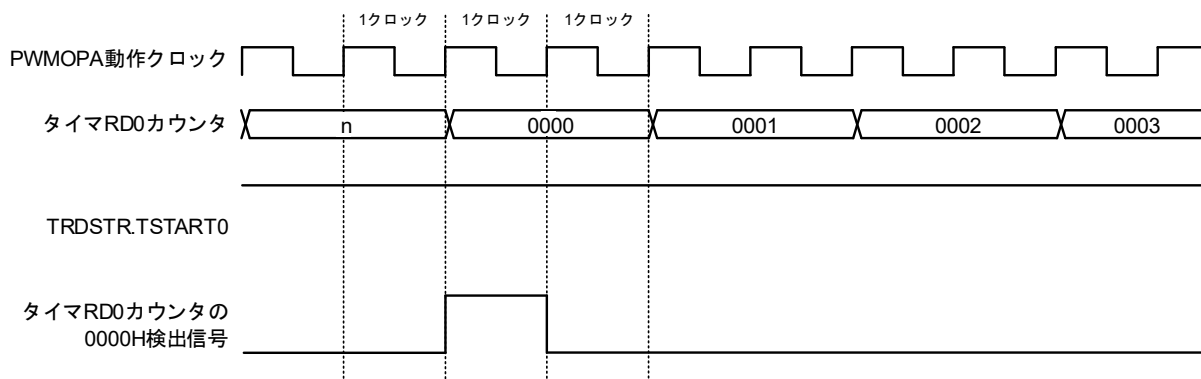 1クロック 1クロック 1クロック
PWMOPA動作クロック
タイマRD0カウンタ n 0000 0001 0002 0003
TRDSTR.TSTART0
タイマRD0カウンタの
0000H検出信号